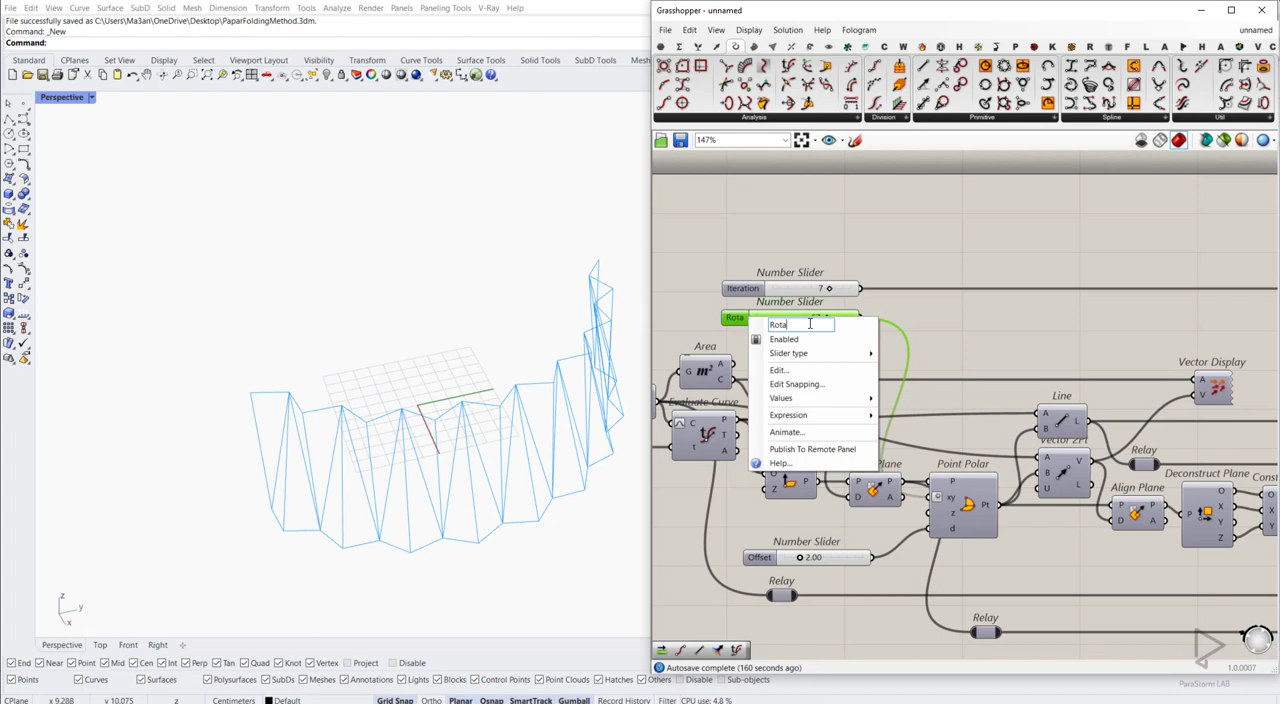 File Edit View Curve Surface SubD Solid Mesh Dimension Transform Tools Analyze Render Panels Paneling Tools V-Ray
File successfully saved as C:\Users\Ma3an\OneDrive\Desktop\PaparFoldingMethod.3dm.
Command: _New
Command:
Standard CPlanes Set View Display Select Viewport Layout Visibility Transform Curve Tools Surface Tools Solid Tools SubD Tools
Perspective
z
y
x
Perspective Top Front Right
End Near Point Mid Cen Int Perp Tan Quad Knot Vertex Project Disable
Points Curves Surfaces Polysurfaces SubDs Meshes Annotations Lights Blocks Control Points Point Clouds Hatches Others Disable Sub-objects
CPlane x 9.288 y 10.075 z Centimeters Default Grid Snap Ortho Planar Osnap SmartTrack Gumball Record History Filter CPU use: 4.8 %
Grasshopper - unnamed
File Edit View Display Solution Help Fologram unnamed
Analysis Division Primitive Spline Util
147%
Number Slider
Iteration 7
Number Slider
Rota
Rota
Enabled
Slider type
Edit...
Edit Snapping...
Values
Expression
Animate...
Publish To Remote Panel
Help...
Area
G m² A C
Evaluate Curve
C t P T A
Z P
Plane
P D P A
Point Polar
P xy z d Pt
Line
A B L
Vector 2Pt
A B U V L
Vector Display
A V
Relay
Align Plane
P D P A
Deconstruct Plane
P O X Y Z
O X Y
Number Slider
Offset 2.00
Relay
Relay
Autosave complete (160 seconds ago)
1.0.0007
ParaStorm LAB